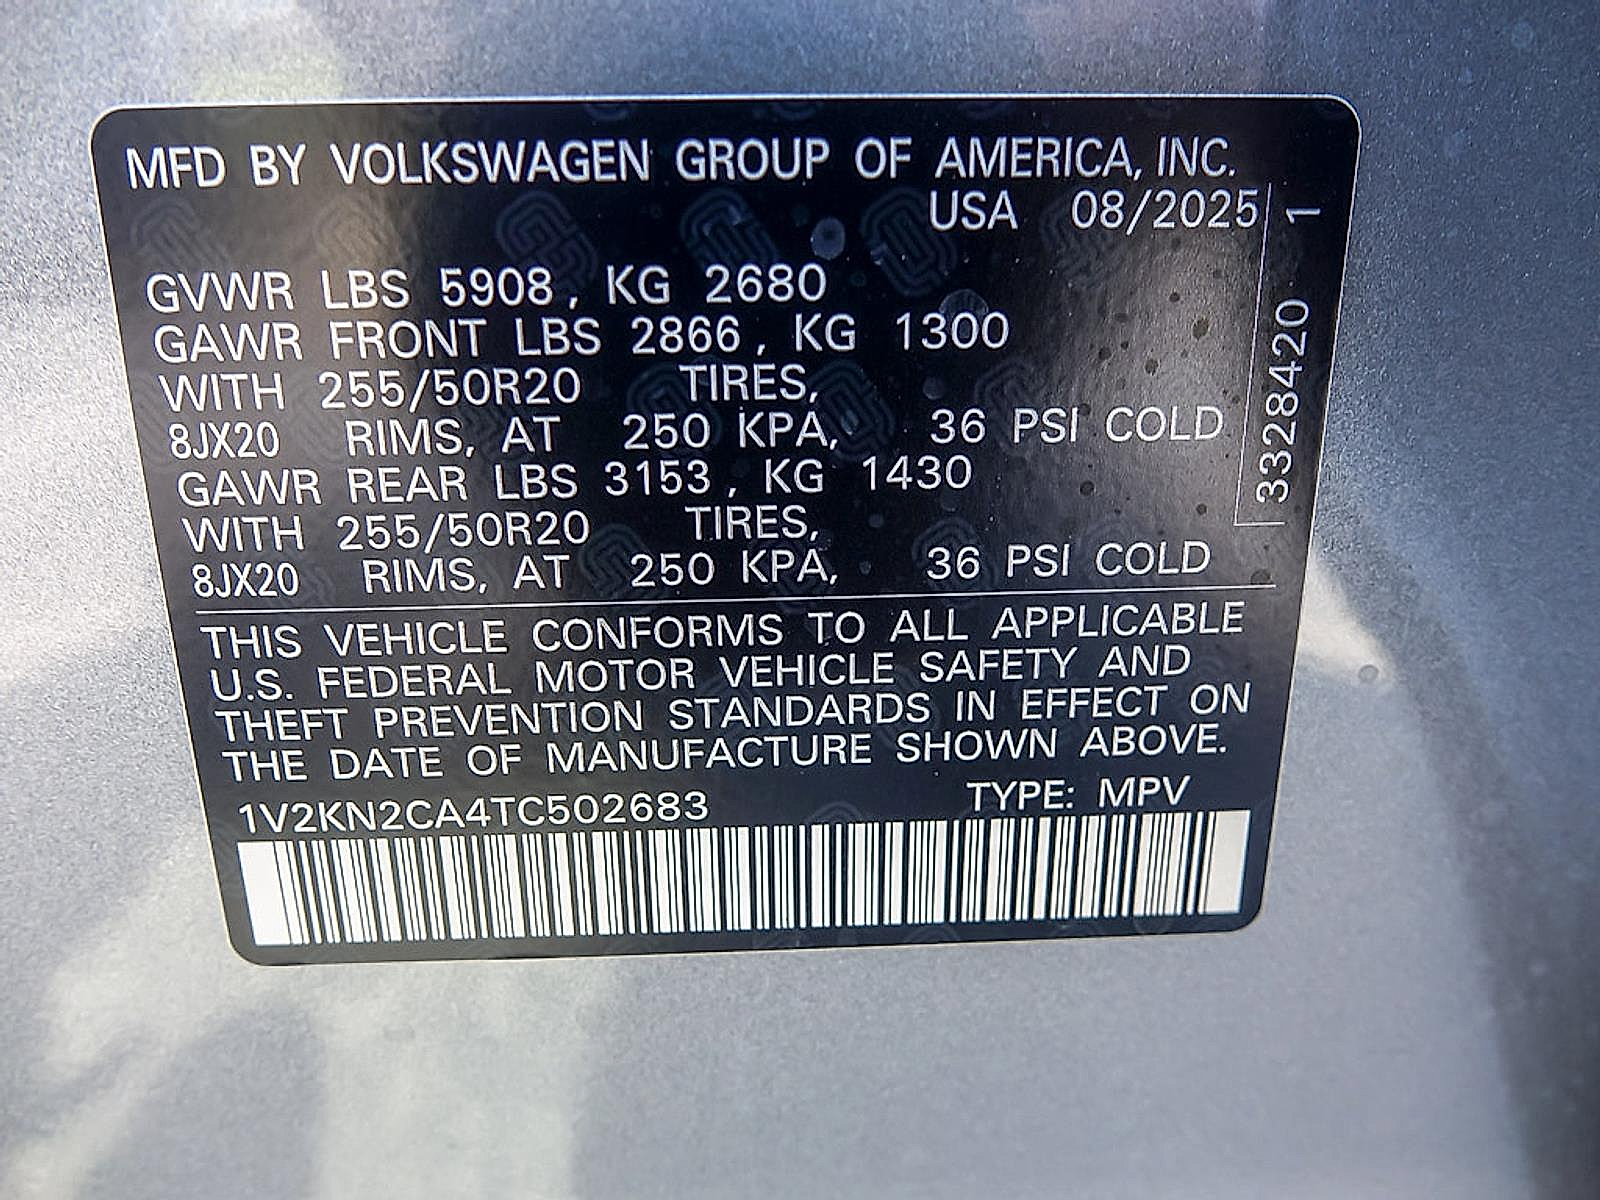 MFD BY VOLKSWAGEN GROUP OF AMERICA, INC.
USA 08/2025
GVWR LBS 5908, KG 2680
GAWR FRONT LBS 2866, KG 1300
WITH 255/50R20 TIRES,
8JX20 RIMS, AT 250 KPA, 36 PSI COLD
GAWR REAR LBS 3153, KG 1430
WITH 255/50R20 TIRES,
8JX20 RIMS, AT 250 KPA, 36 PSI COLD
THIS VEHICLE CONFORMS TO ALL APPLICABLE
U.S. FEDERAL MOTOR VEHICLE SAFETY AND
THEFT PREVENTION STANDARDS IN EFFECT ON
THE DATE OF MANUFACTURE SHOWN ABOVE.
1V2KN2CA4TC502683 TYPE: MPV
3328420 1